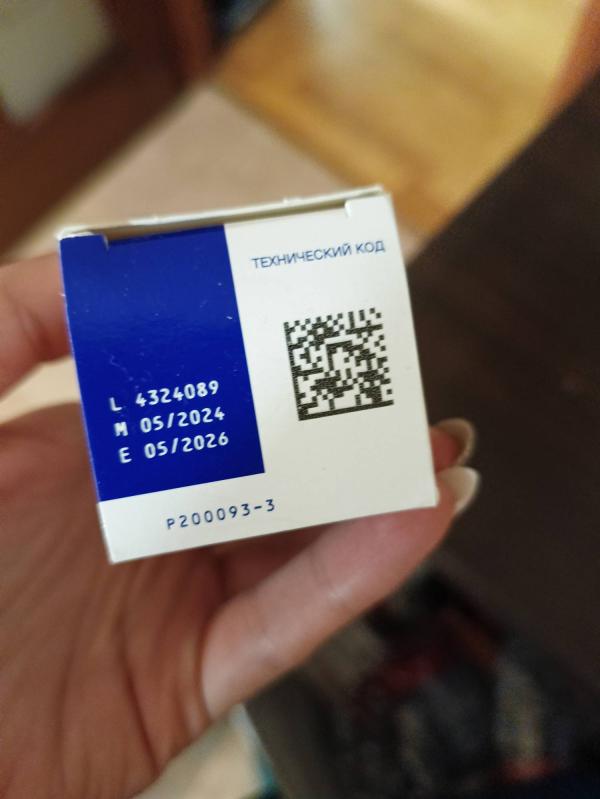 ТЕХНИЧЕСКИЙ КОД
L 4324089
M 05/2024
E 05/2026
P200093-3